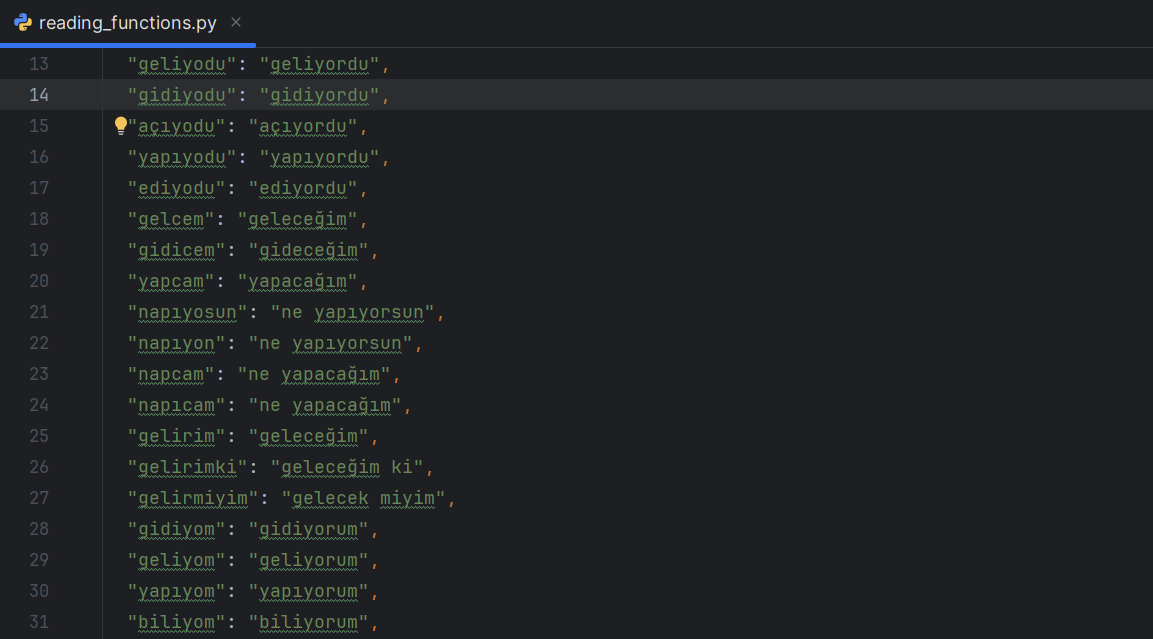 reading_functions.py ×
13 "geliyodu": "geliyordu",
14 "gidiyodu": "gidiyordu",
15 "açıyodu": "açıyordu",
16 "yapıyodu": "yapıyordu",
17 "ediyodu": "ediyordu",
18 "gelcem": "geleceğim",
19 "gidicem": "gideceğim",
20 "yapcam": "yapacağım",
21 "napıyosun": "ne yapıyorsun",
22 "napıyon": "ne yapıyorsun",
23 "napcam": "ne yapacağım",
24 "napıcam": "ne yapacağım",
25 "gelirim": "geleceğim",
26 "gelirimki": "geleceğim ki",
27 "gelirmiyim": "gelecek miyim",
28 "gidiyom": "gidiyorum",
29 "geliyom": "geliyorum",
30 "yapıyom": "yapıyorum",
31 "biliyom": "biliyorum",